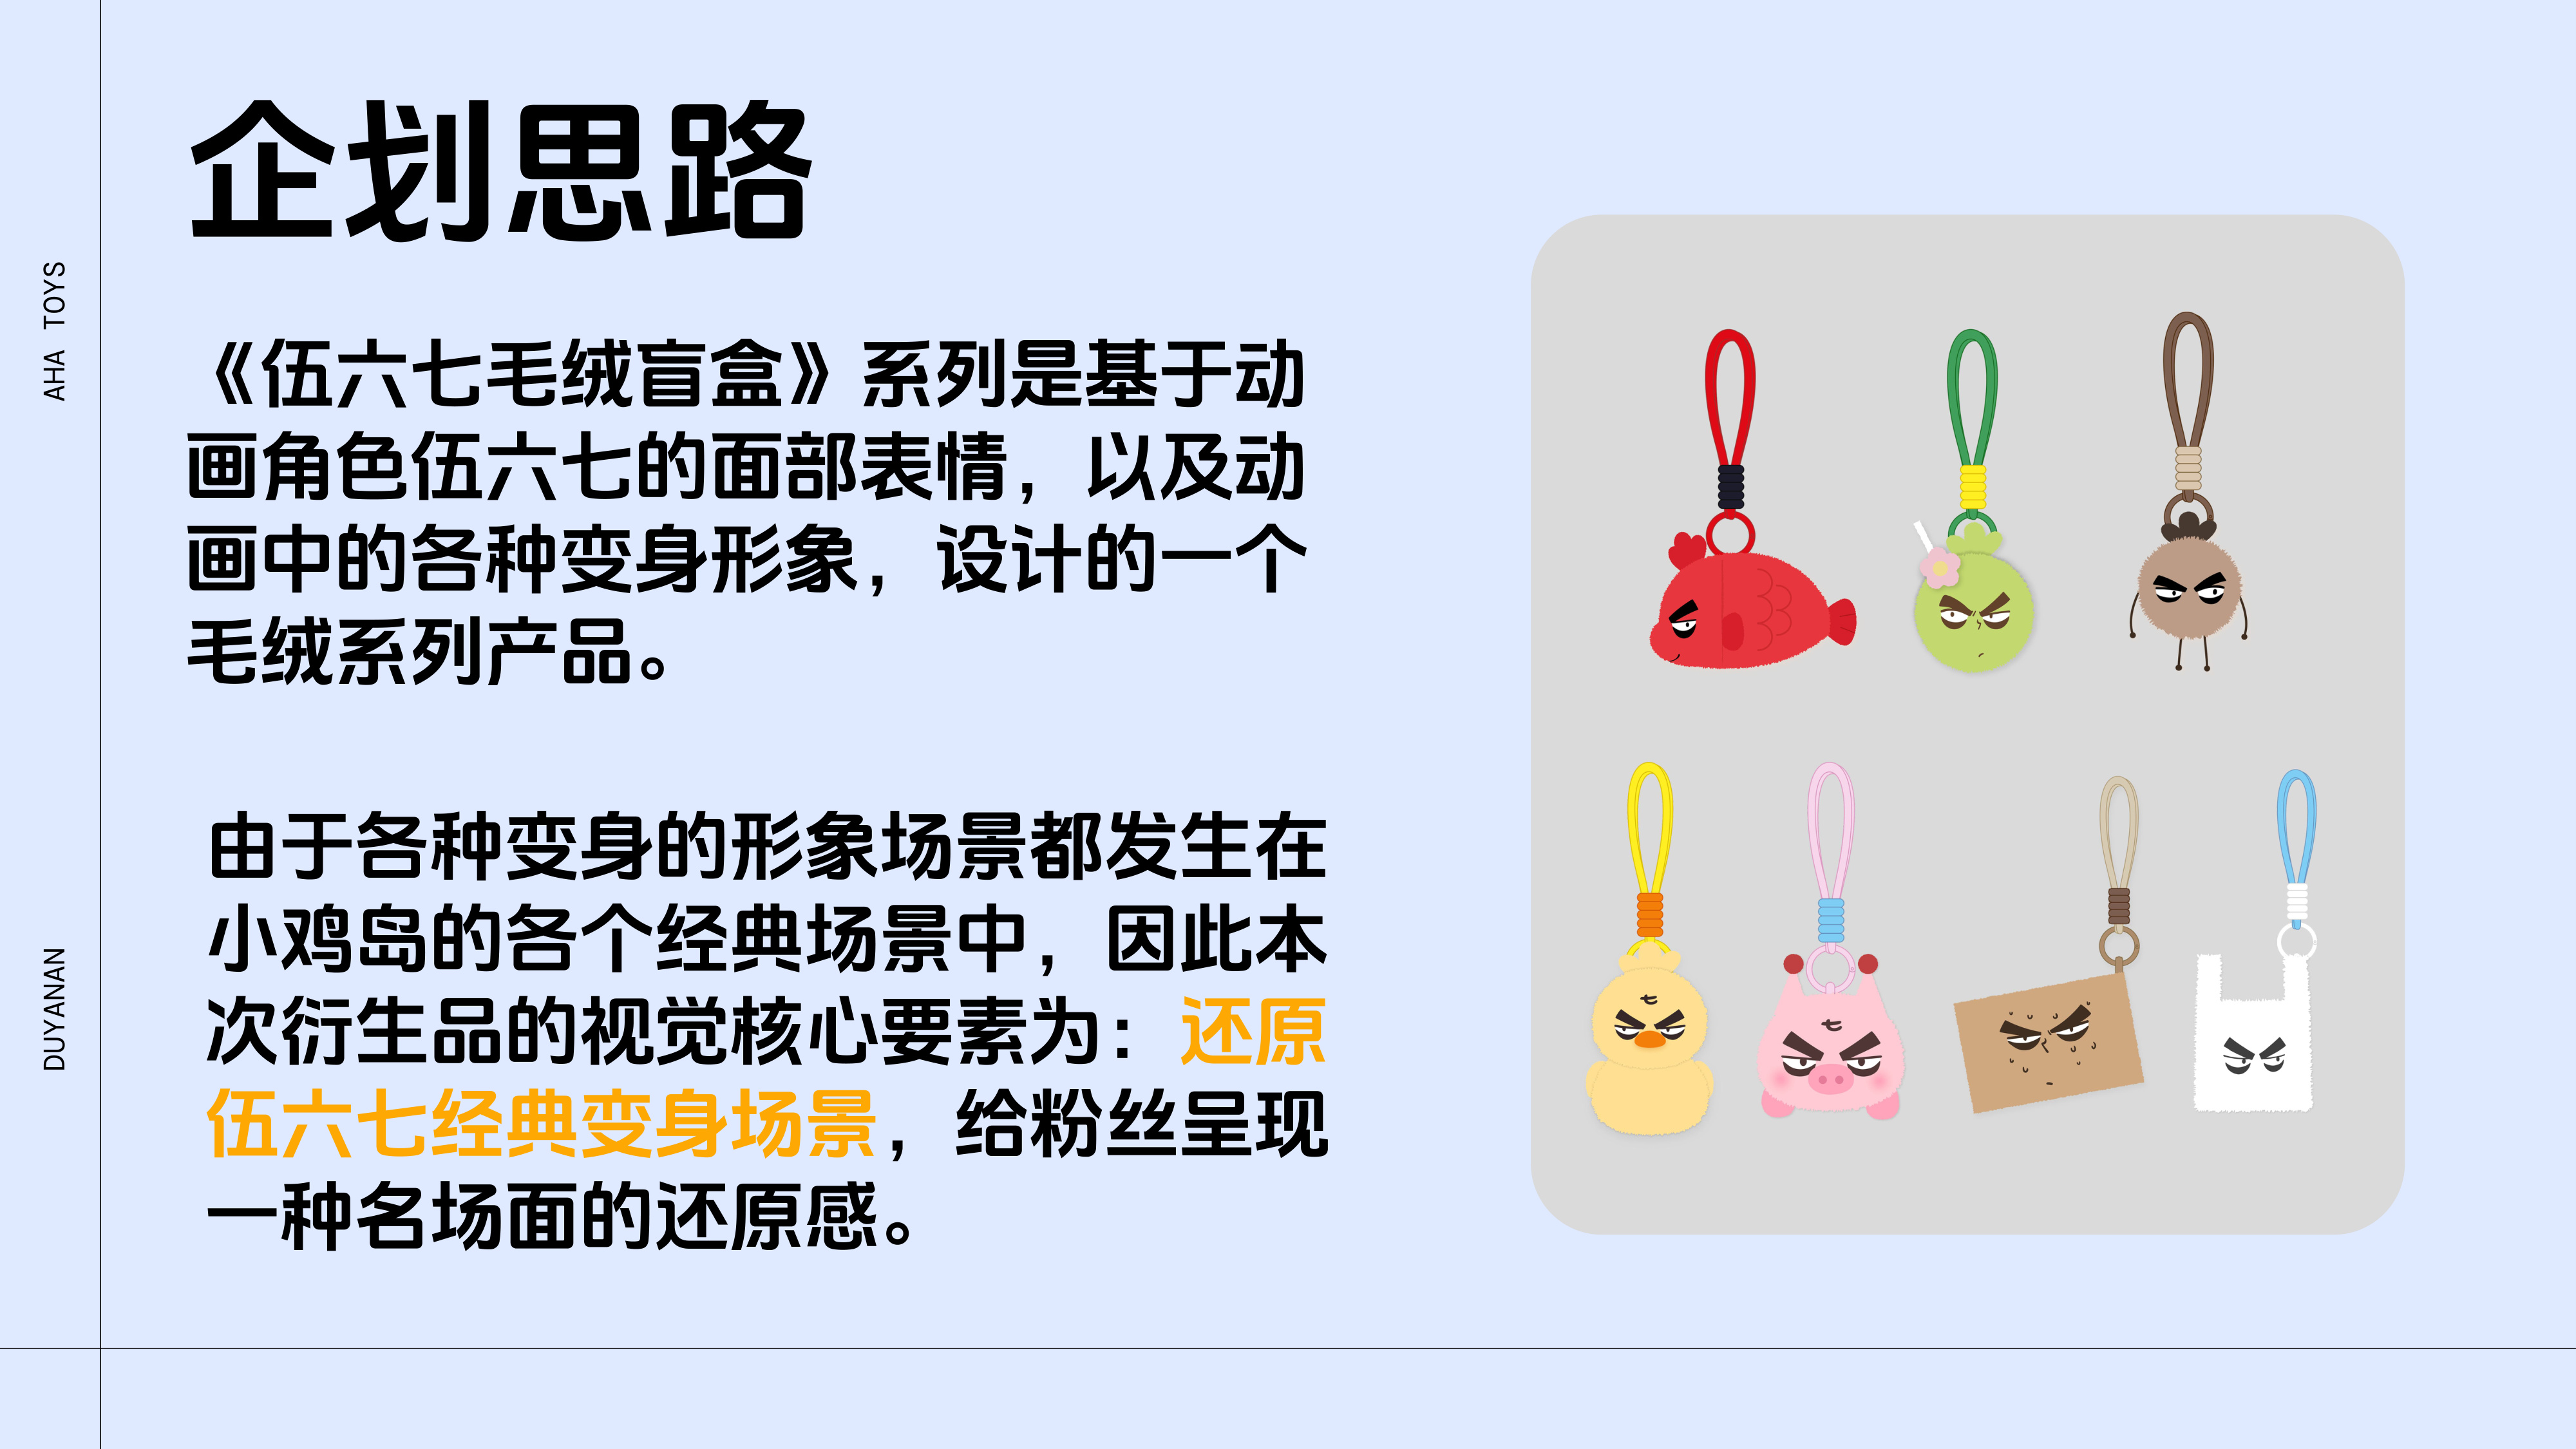 企划思路
AHA TOYS
《伍六七毛绒盲盒》系列是基于动
画角色伍六七的面部表情，以及动
画中的各种变身形象，设计的一个
毛绒系列产品。
由于各种变身的形象场景都发生在
小鸡岛的各个经典场景中，因此本
次衍生品的视觉核心要素为：还原
伍六七经典变身场景，给粉丝呈现
一种名场面的还原感。
DUYANAN
七
七